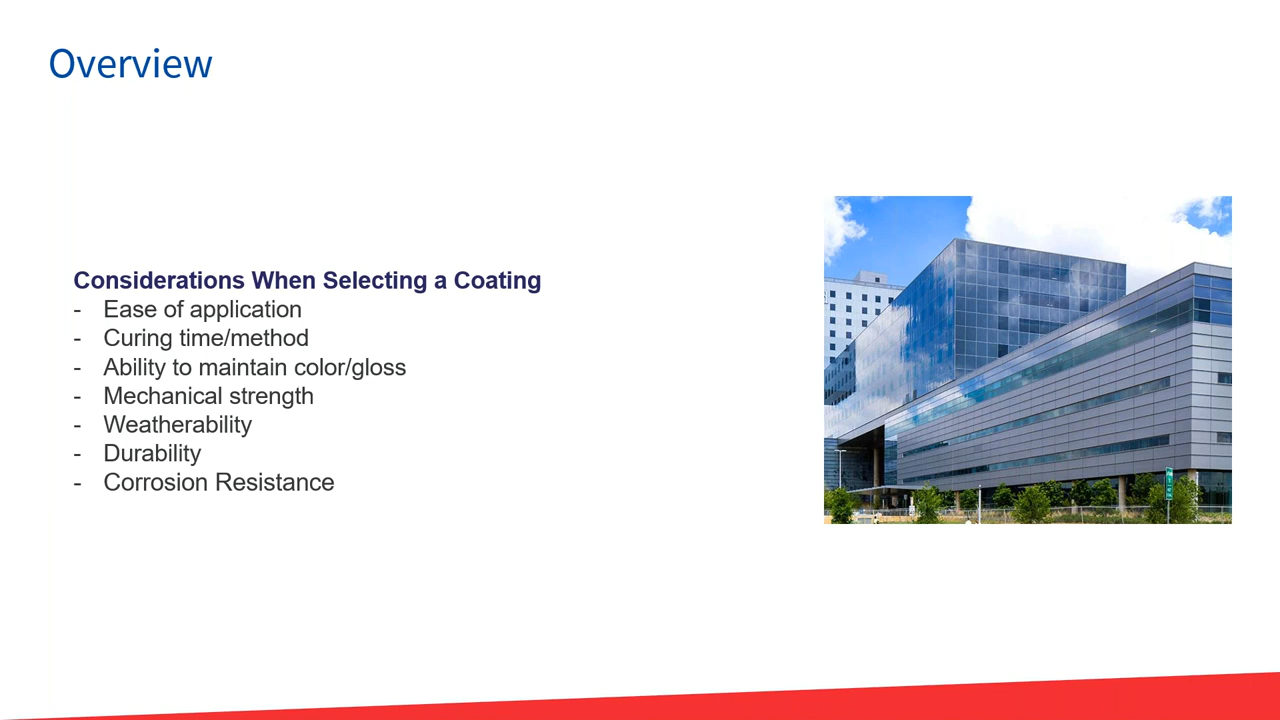 Overview
Considerations When Selecting a Coating
- Ease of application
- Curing time/method
- Ability to maintain color/gloss
- Mechanical strength
- Weatherability
- Durability
- Corrosion Resistance